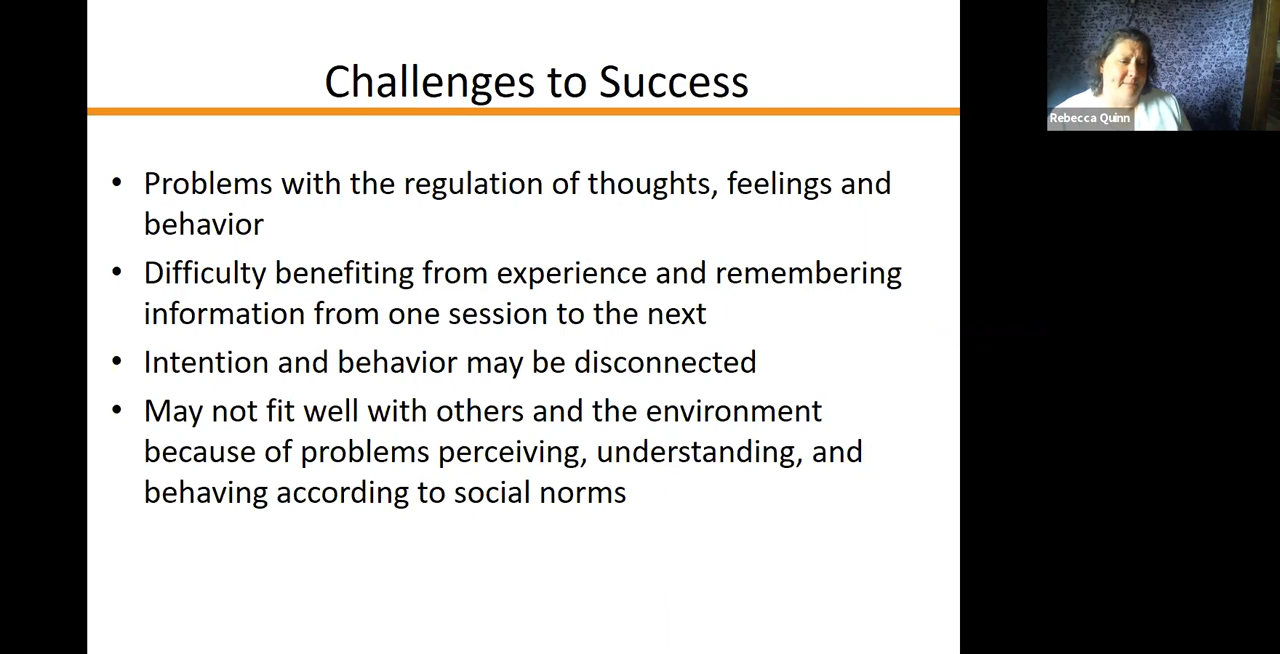 Challenges to Success
• Problems with the regulation of thoughts, feelings and
behavior
• Difficulty benefiting from experience and remembering
information from one session to the next
• Intention and behavior may be disconnected
• May not fit well with others and the environment
because of problems perceiving, understanding, and
behaving according to social norms
Rebecca Quinn